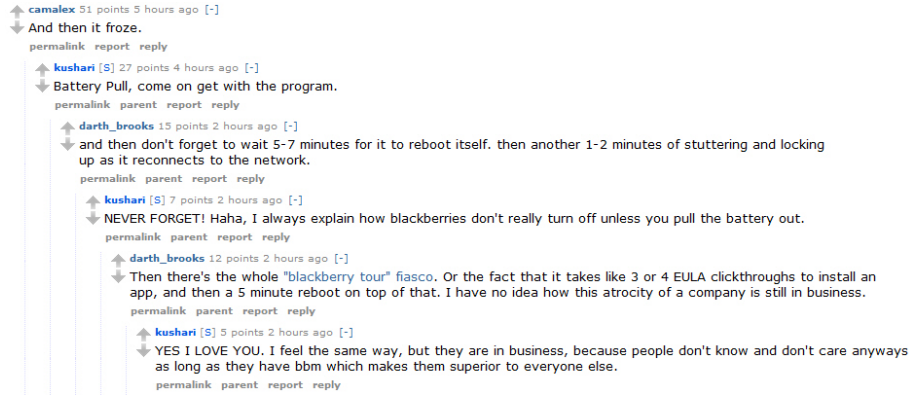 camalex 51 points 5 hours ago [-]
And then it froze.
permalink report reply
kushari [S] 27 points 4 hours ago [-]
Battery Pull, come on get with the program.
permalink parent report reply
darth_brooks 15 points 2 hours ago [-]
and then don't forget to wait 5-7 minutes for it to reboot itself. then another 1-2 minutes of stuttering and locking
up as it reconnects to the network.
permalink parent report reply
kushari [S] 7 points 2 hours ago [-]
NEVER FORGET! Haha, I always explain how blackberries don't really turn off unless you pull the battery out.
permalink parent report reply
darth_brooks 12 points 2 hours ago [-]
Then there's the whole "blackberry tour" fiasco. Or the fact that it takes like 3 or 4 EULA clickthroughs to install an
app, and then a 5 minute reboot on top of that. I have no idea how this atrocity of a company is still in business.
permalink parent report reply
kushari [S] 5 points 2 hours ago [-]
YES I LOVE YOU. I feel the same way, but they are in business, because people don't know and don't care anyways
as long as they have bbm which makes them superior to everyone else.
permalink parent report reply